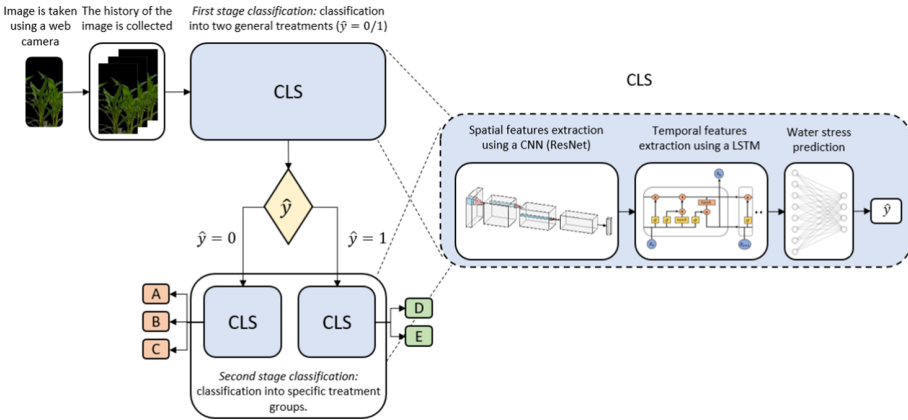 Image is taken
using a web
camera
The history of
the image is collected
First stage classification: classification
into two general treatments (ŷ = 0/1)
CLS
CLS
Spatial features extraction
using a CNN (ResNet)
Temporal features
extraction using a LSTM
Water stress
prediction
ŷ
ŷ
ŷ = 0
ŷ = 1
A
B
C
CLS
CLS
D
E
Second stage classification:
classification into specific treatment
groups.